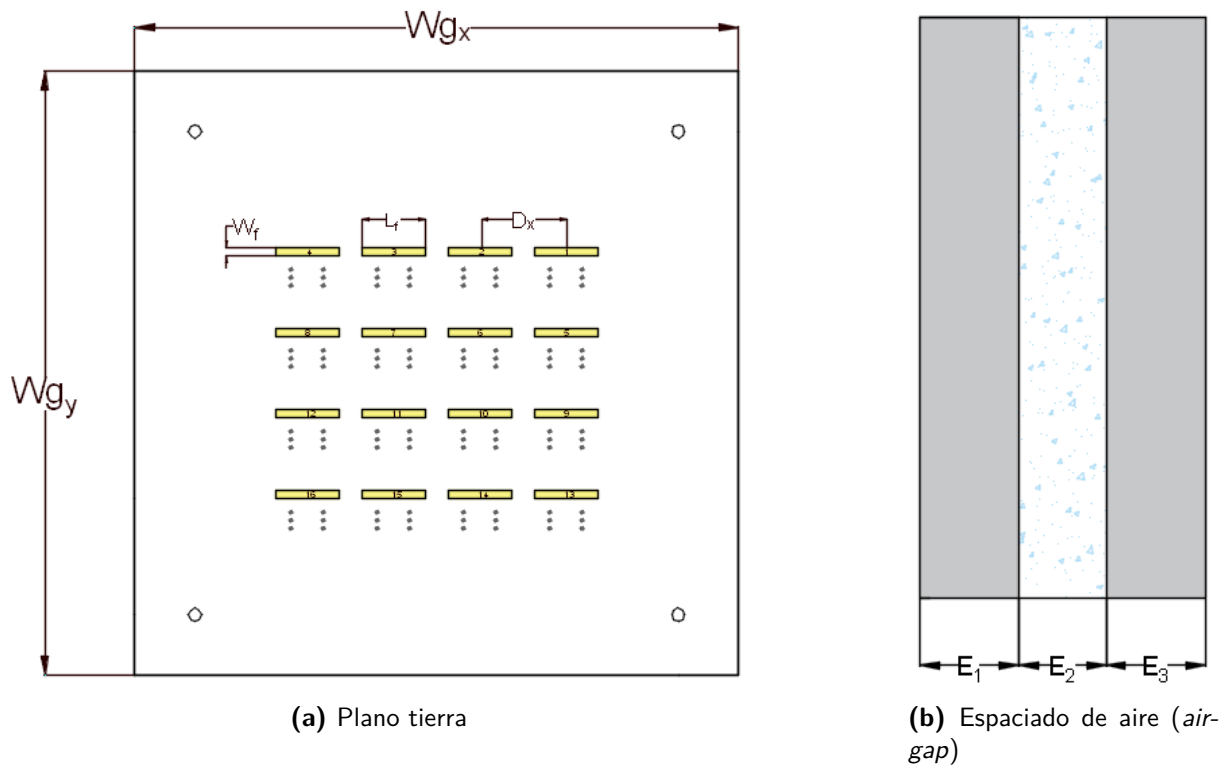 Wgx
Wgy
Wf
Lf
Dx
4 3 2 1
8 7 6 5
12 11 10 9
16 15 14 13
E1 E2 E3
(a) Plano tierra
(b) Espaciado de aire (air-
gap)